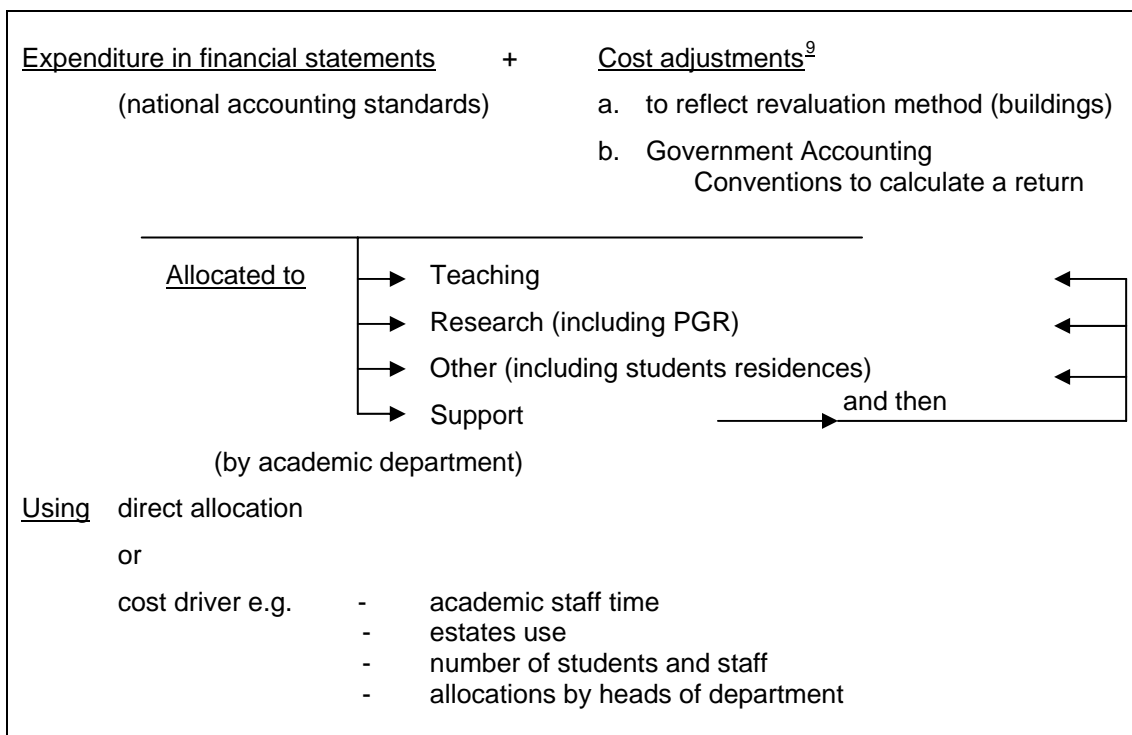 Expenditure in financial statements + Cost adjustments9
(national accounting standards) a. to reflect revaluation method (buildings)
b. Government Accounting
Conventions to calculate a return
Allocated to Teaching
Research (including PGR)
Other (including students residences)
Support and then
(by academic department)
Using direct allocation
or
cost driver e.g. - academic staff time
- estates use
- number of students and staff
- allocations by heads of department